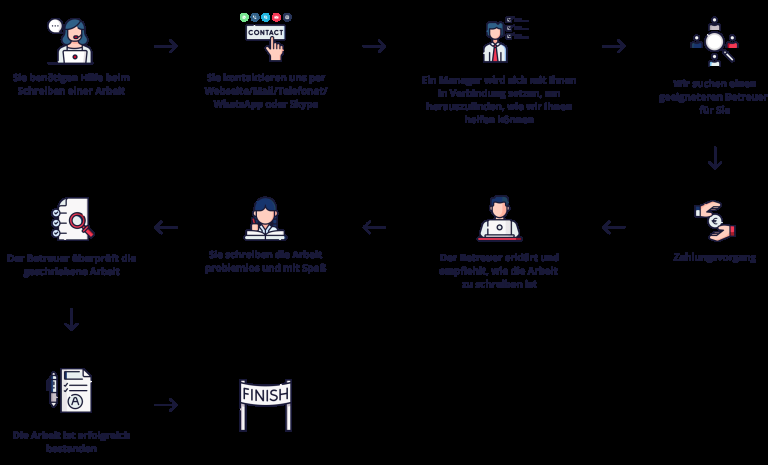 Sie benötigen Hilfe beim
Schreiben einer Arbeit
CONTACT
Sie kontaktieren uns per
Webseite/Mail/Telefonat/
WhatsApp oder Skype
Ein Manager wird sich mit Ihnen
in Verbindung setzen, um
herauszufinden, wie wir Ihnen
helfen können
Wir suchen einen
geeigneten Betreuer
für Sie
Zahlungsvorgang
Der Betreuer erklärt und
empfiehlt, wie die Arbeit
zu schreiben ist
Sie schreiben die Arbeit
problemlos und mit Spaß
Der Betreuer überprüft die
geschriebene Arbeit
A
Die Arbeit ist erfolgreich
bestanden
FINISH